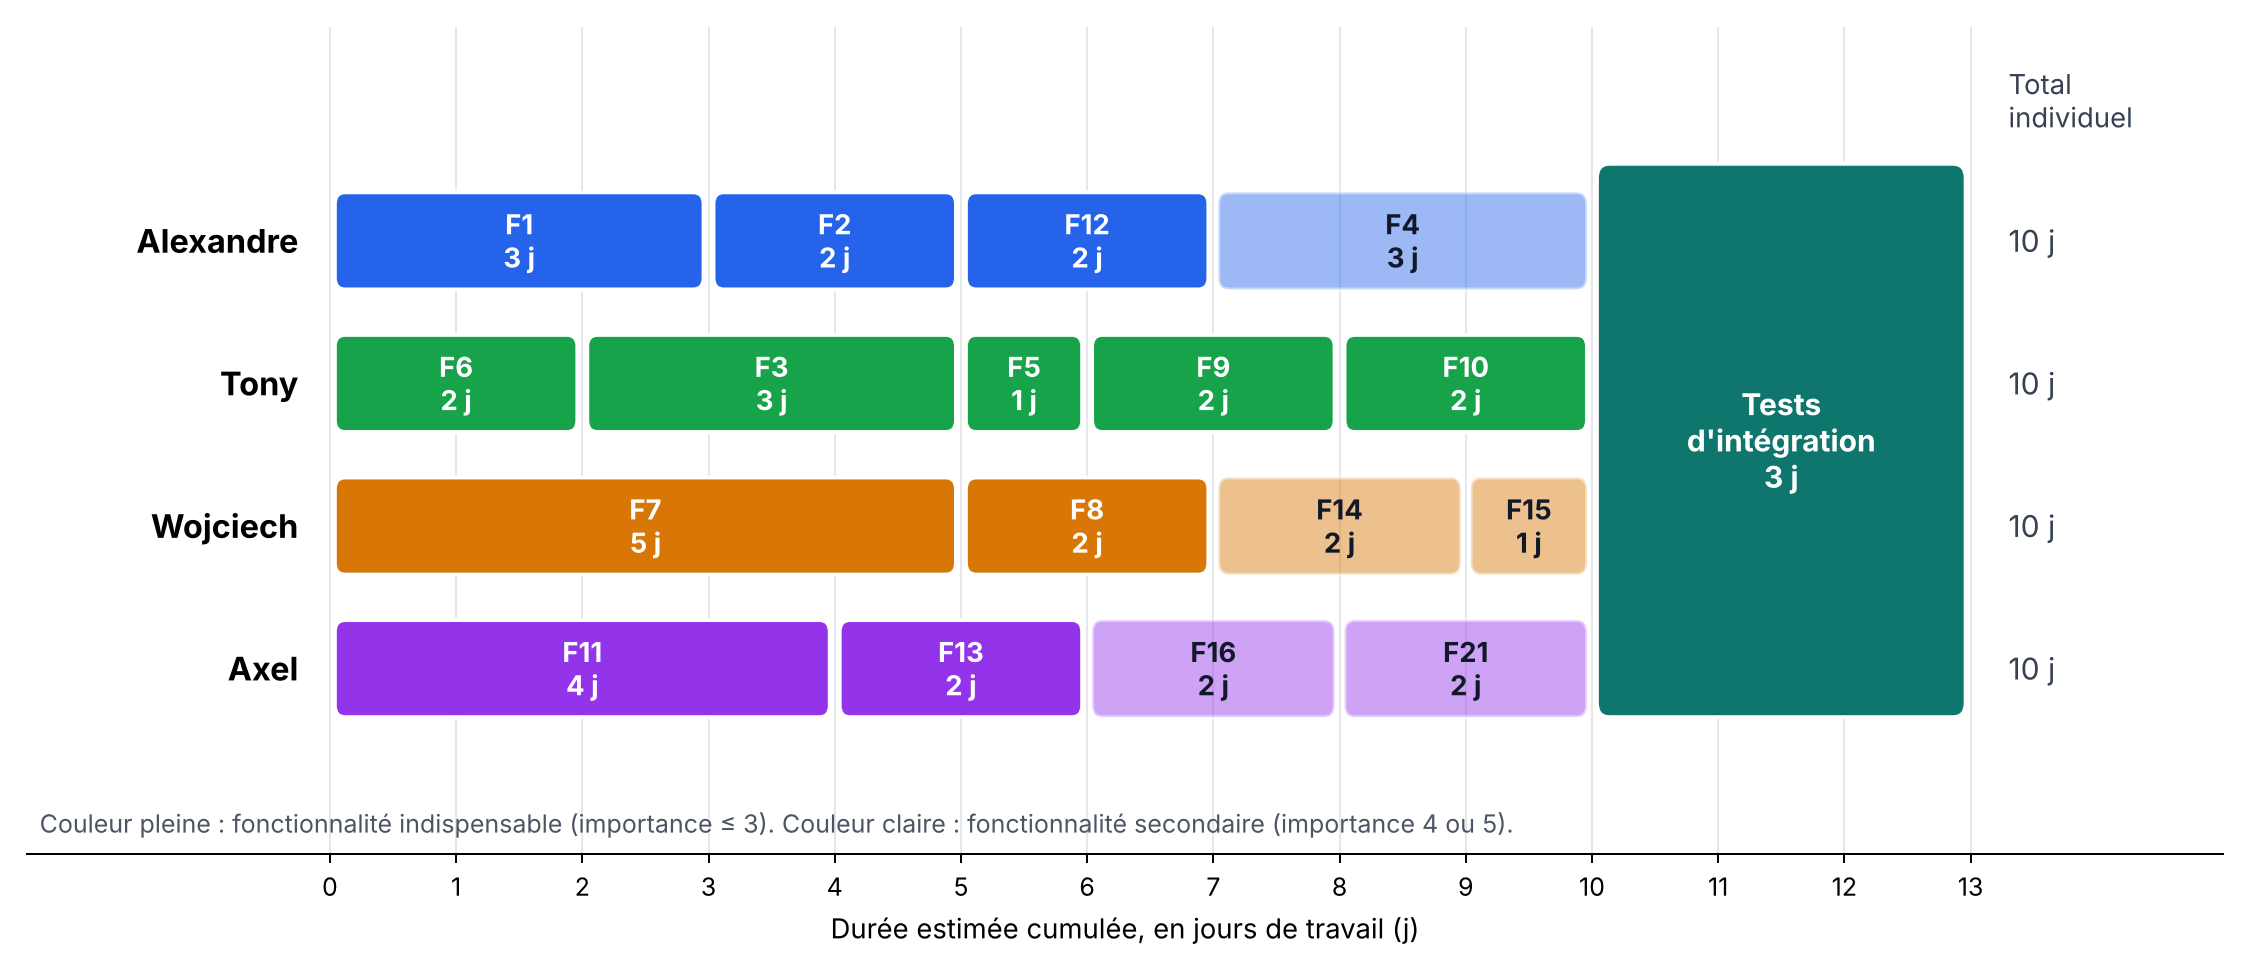 Total
individuel
Alexandre
F1
3 j
F2
2 j
F12
2 j
F4
3 j
10 j
Tony
F6
2 j
F3
3 j
F5
1 j
F9
2 j
F10
2 j
10 j
Tests
d'intégration
3 j
Wojciech
F7
5 j
F8
2 j
F14
2 j
F15
1 j
10 j
Axel
F11
4 j
F13
2 j
F16
2 j
F21
2 j
10 j
Couleur pleine : fonctionnalité indispensable (importance ≤ 3). Couleur claire : fonctionnalité secondaire (importance 4 ou 5).
0 1 2 3 4 5 6 7 8 9 10 11 12 13
Durée estimée cumulée, en jours de travail (j)